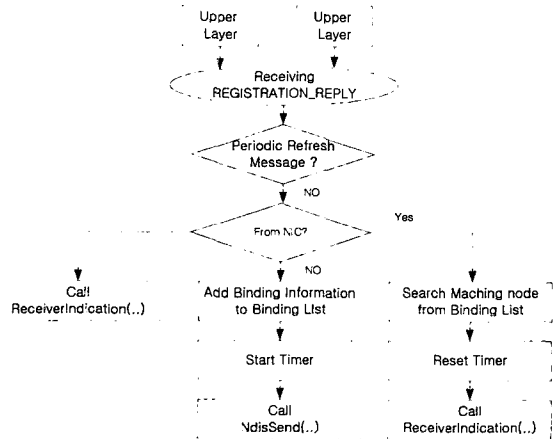 Upper
Layer
Upper
Layer
Receiving
REGISTRATION_REPLY
Periodic Refresh
Message ?
NO
From NIC?
Yes
NO
Call
ReceiverIndication(..)
Add Binding Information
to Binding LIst
Search Maching node
from Binding List
Start Timer
Reset Timer
Call
NdisSend(..)
Call
ReceiverIndication(..)